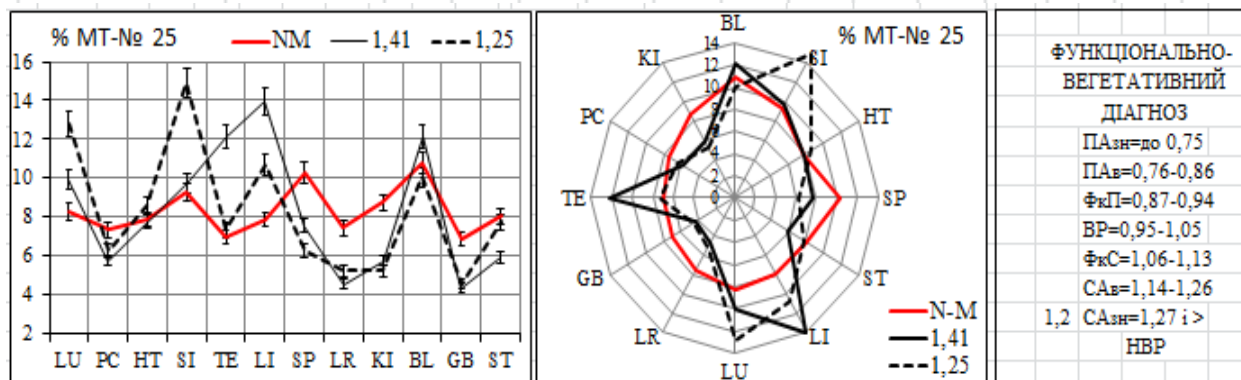 % МТ-№ 25
NM
1,41
1,25
16
14
12
10
8
6
4
2
LU PC HT SI TE LI SP LR KI BL GB ST
% МТ-№ 25
BL
SI
HT
SP
ST
LI
LU
LR
GB
TE
PC
KI
14
12
10
8
6
4
2
0
N-M
1,41
1,25
ФУНКЦІОНАЛЬНО-
ВЕГЕТАТИВНИЙ
ДІАГНОЗ
ПАзн=до 0,75
ПАв=0,76-0,86
ФкП=0,87-0,94
ВР=0,95-1,05
ФкС=1,06-1,13
САв=1,14-1,26
1,2 САзн=1,27 і >
НВР